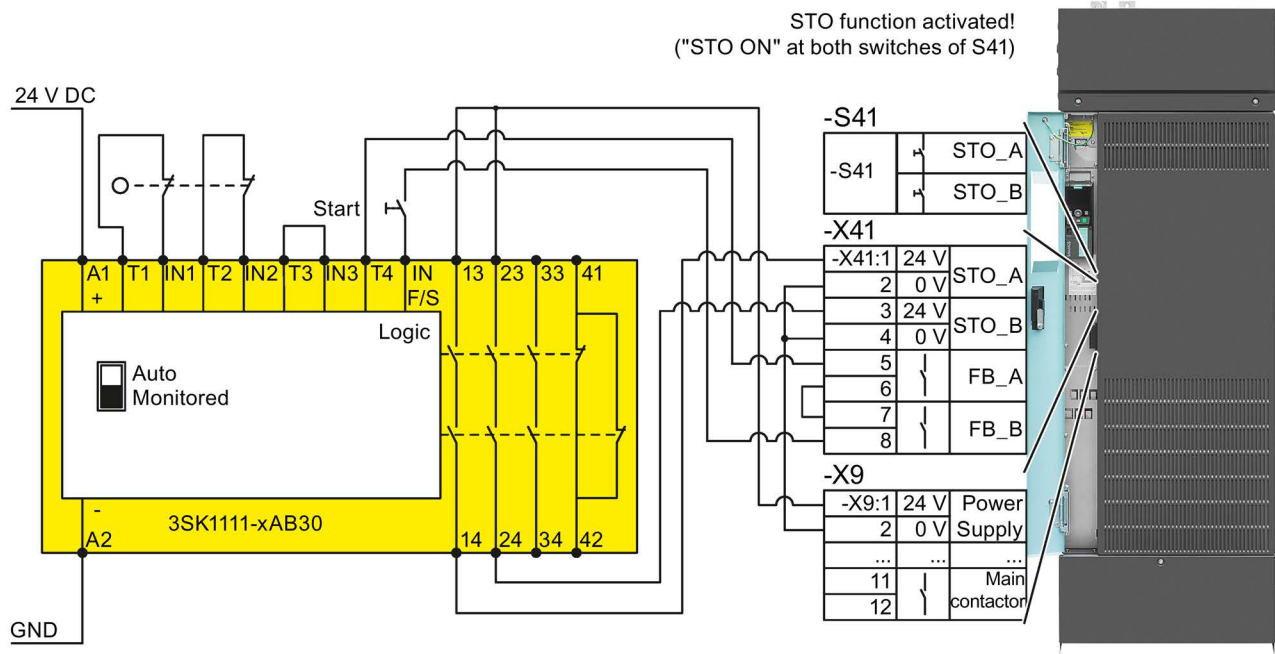 STO function activated!
("STO ON" at both switches of S41)
24 V DC
-S41
-S41 STO_A
STO_B
Start
-X41
-X41:1 24 V STO_A
2 0 V
3 24 V STO_B
4 0 V
5 FB_A
6
7 FB_B
8
A1 T1 IN1 T2 IN2 T3 IN3 T4 IN 13 23 33 41
+ F/S
Logic
Auto
Monitored
-
3SK1111-xAB30
A2 14 24 34 42
-X9
-X9:1 24 V Power
2 0 V Supply
... ... ...
11 Main
12 contactor
GND